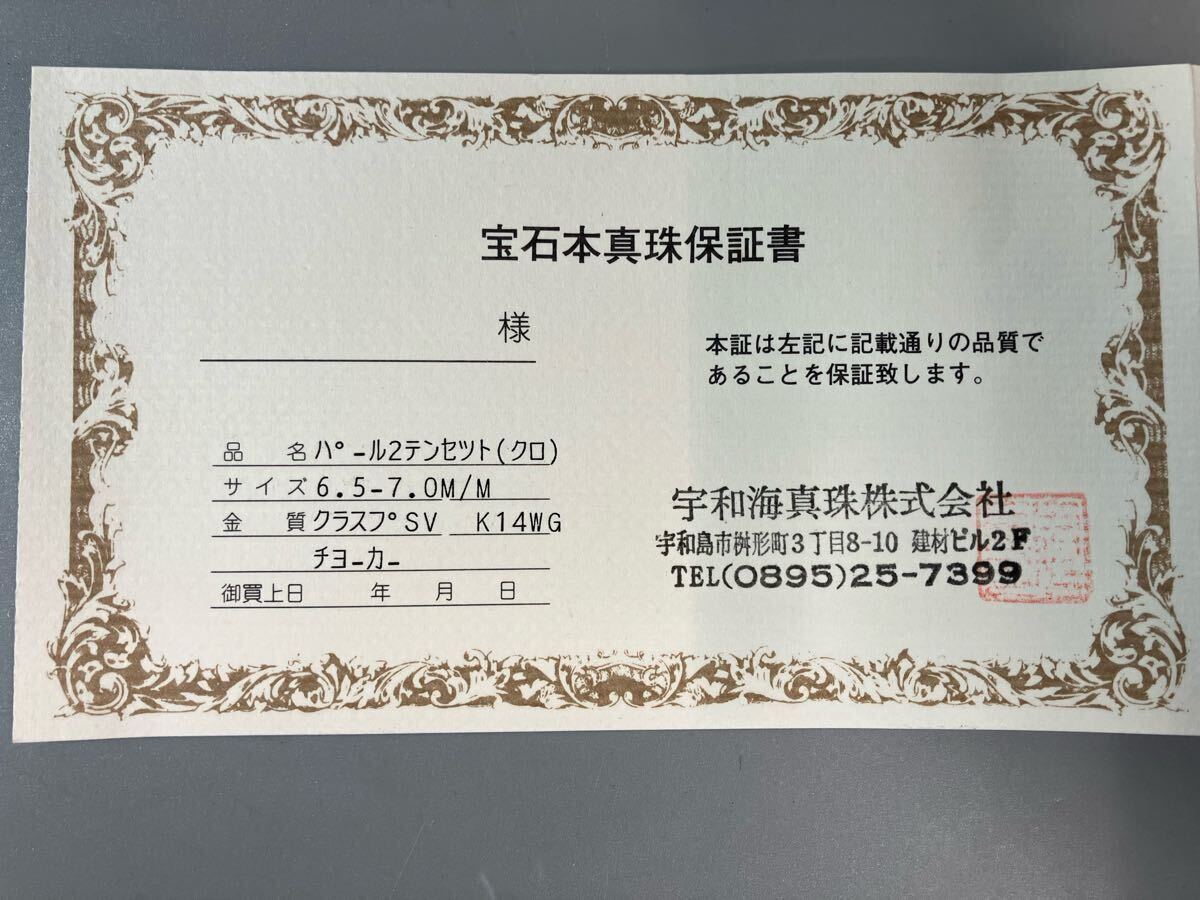 宝石本真珠保証書
様
本証は左記に記載通りの品質で
あることを保証致します。
品 名 パール2テンセツト(クロ)
サイズ 6.5-7.0M/M
金 質 クラスプSV K14WG
チヨーカー
御買上日 年 月 日
宇和海真珠株式会社
宇和島市桝形町3丁目8-10 建材ビル2F
TEL(0895)25-7399